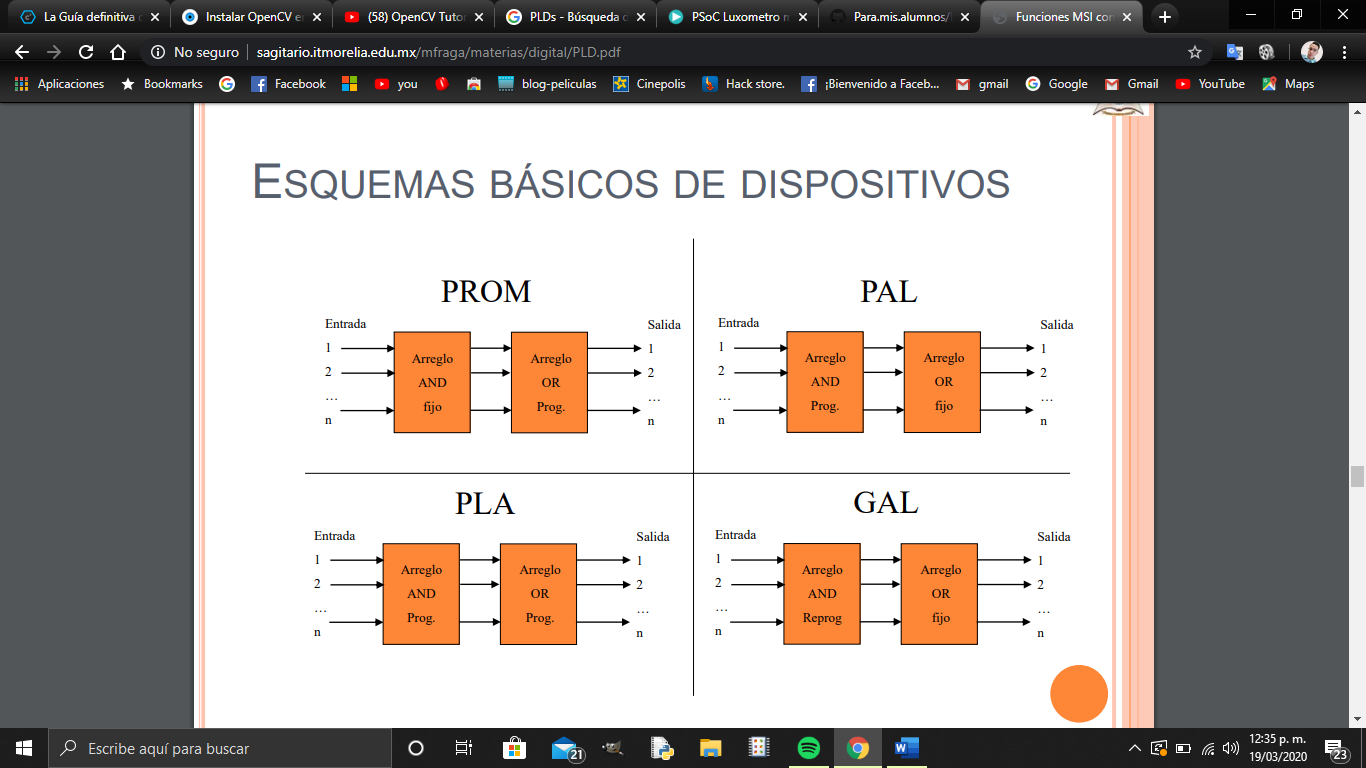 La Guía definitiva
Instalar OpenCV e
(58) OpenCV Tuto
PLDs - Búsqueda
PSoC Luxometro
Para.mis.alumnos/
Funciones MSI con
No seguro
sagitario.itmorelia.edu.mx/mfraga/materias/digital/PLD.pdf
Aplicaciones
Bookmarks
Facebook
you
blog-peliculas
Cinepolis
Hack store.
¡Bienvenido a Faceb...
gmail
Google
Gmail
YouTube
Maps
ESQUEMAS BÁSICOS DE DISPOSITIVOS
PROM
Entrada
1
2
...
n
Arreglo
AND
fijo
Arreglo
OR
Prog.
Salida
1
2
...
n
PAL
Entrada
1
2
...
n
Arreglo
AND
Prog.
Arreglo
OR
fijo
Salida
1
2
...
n
PLA
Entrada
1
2
...
n
Arreglo
AND
Prog.
Arreglo
OR
Prog.
Salida
1
2
...
n
GAL
Entrada
1
2
...
n
Arreglo
AND
Reprog
Arreglo
OR
fijo
Salida
1
2
...
n
Escribe aquí para buscar
21
12:35 p. m.
19/03/2020
23